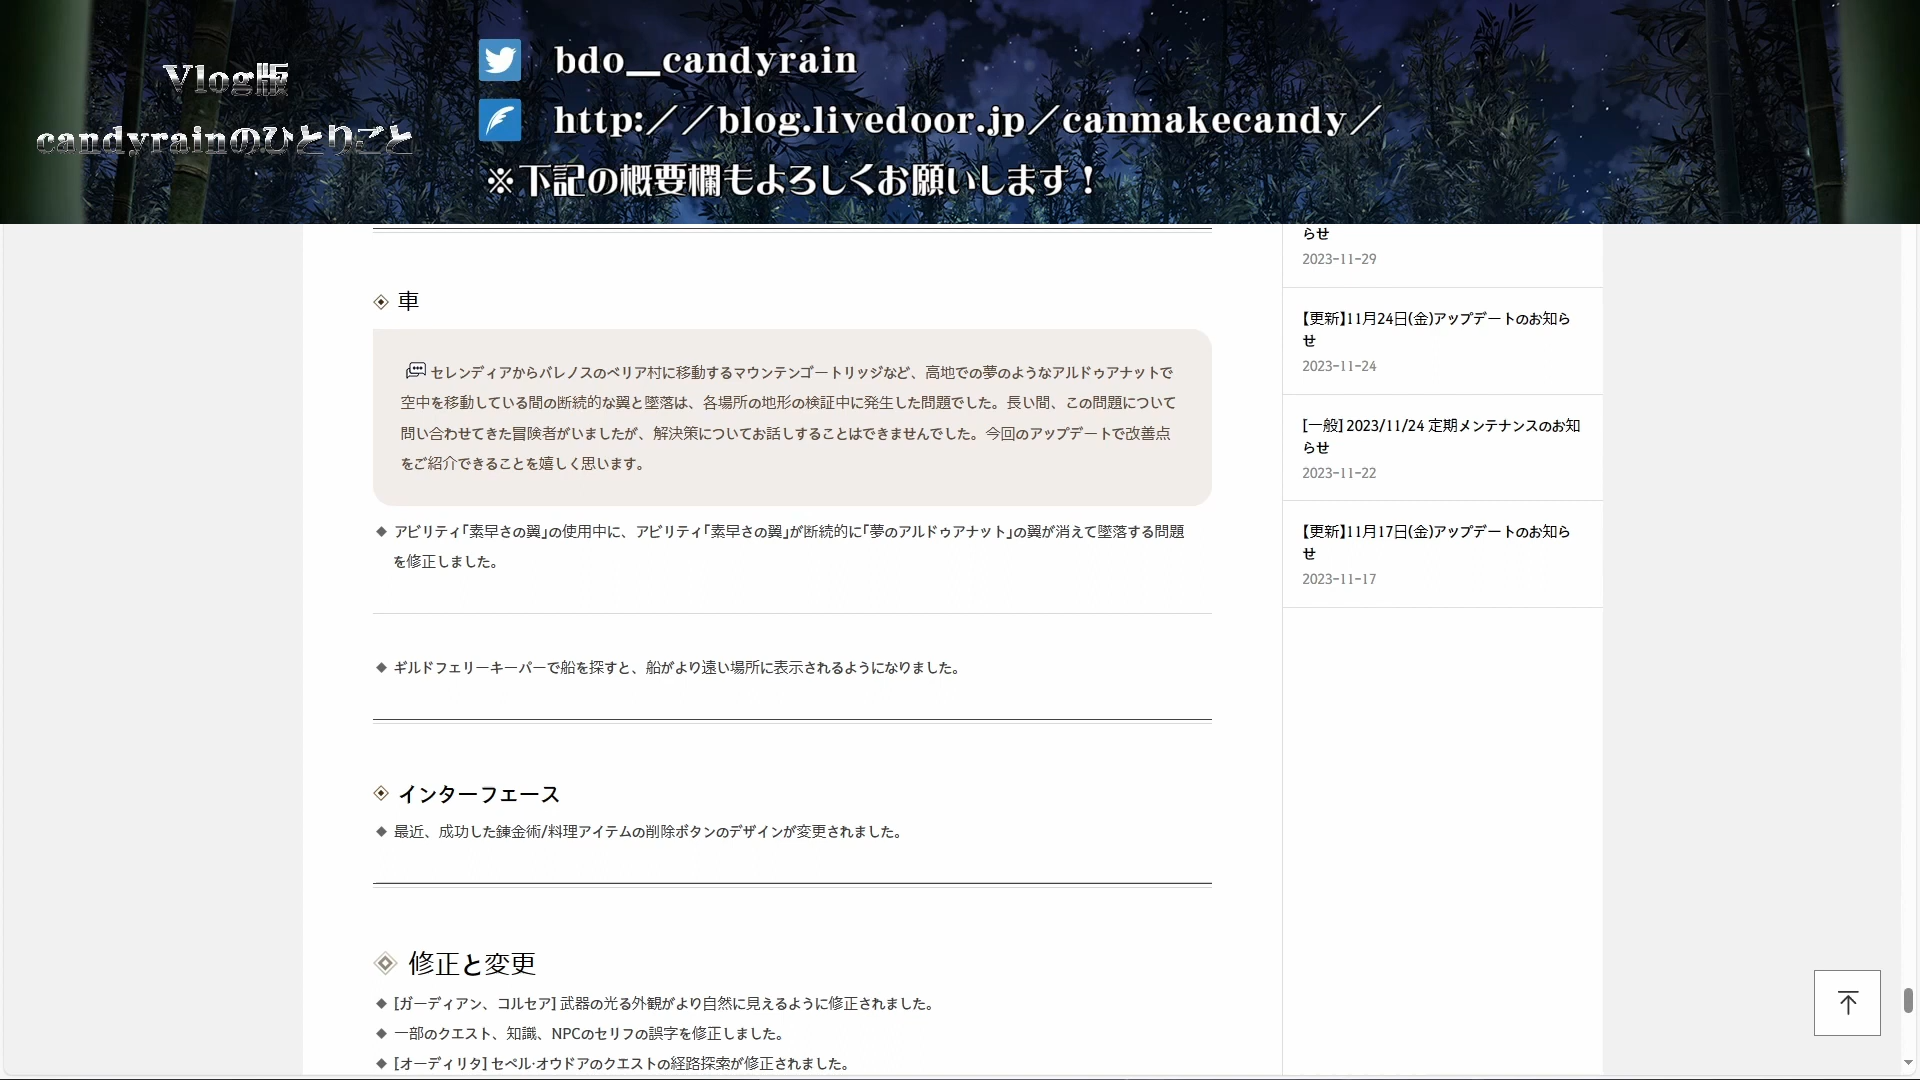 Vlog版
candyrainのひとりごと
bdo__candyrain
http://blog.livedoor.jp/canmakecandy/
※下記の概要欄もよろしくお願いします！
車
セレンディアからバレノスのベリア村に移動するマウンテンゴートリッジなど、高地での夢のようなアルドゥアナットで
空中を移動している間の断続的な翼と墜落は、各場所の地形の検証中に発生した問題でした。長い間、この問題について
問い合わせてきた冒険者がいましたが、解決策についてお話しすることはできませんでした。今回のアップデートで改善点
をご紹介できることを嬉しく思います。
アビリティ「素早さの翼」の使用中に、アビリティ「素早さの翼」が断続的に「夢のアルドゥアナット」の翼が消えて墜落する問題
を修正しました。
ギルドフェリーキーパーで船を探すと、船がより遠い場所に表示されるようになりました。
インターフェース
最近、成功した錬金術/料理アイテムの削除ボタンのデザインが変更されました。
修正と変更
[ガーディアン、コルセア] 武器の光る外観がより自然に見えるように修正されました。
一部のクエスト、知識、NPCのセリフの誤字を修正しました。
[オーディリタ] セペル·オウドアのクエストの経路探索が修正されました。
らせ
2023-11-29
【更新】11月24日(金)アップデートのお知ら
せ
2023-11-24
[一般] 2023/11/24 定期メンテナンスのお知
らせ
2023-11-22
【更新】11月17日(金)アップデートのお知ら
せ
2023-11-17